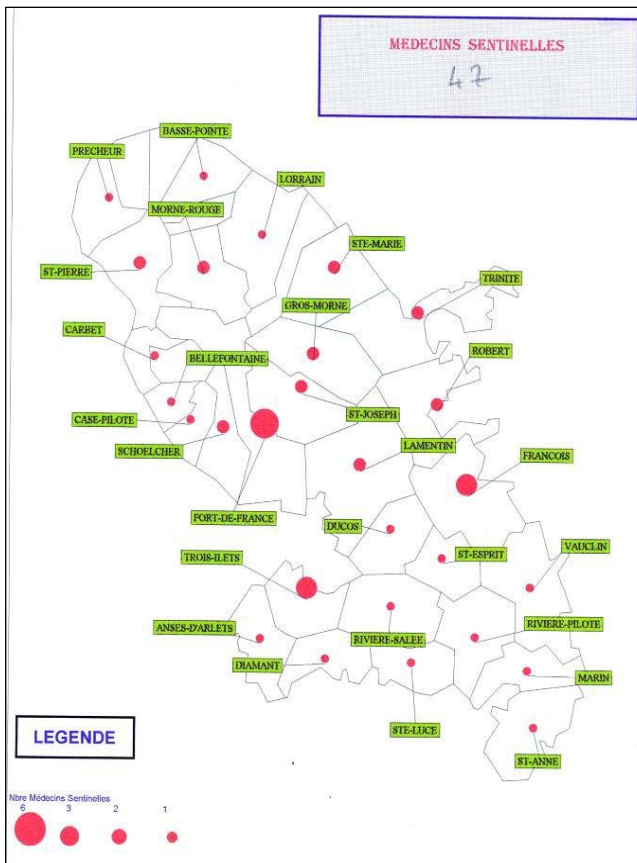 MEDECINS SENTINELLES
47
BASSE-POINTE
PRECHEUR
LORRAIN
MORNE-ROUGE
STE-MARIE
ST-PIERRE
TRINITE
GROS-MORNE
CARBET
BELLEFONTAINE
ROBERT
CASE-PILOTE
ST-JOSEPH
SCHOELCHER
LAMENTIN
FRANCOIS
FORT-DE-FRANCE
DUCOS
TROIS-ILETS
ST-ESPRIT
VAUCLIN
ANSES-D'ARLETS
RIVIERE-SALEE
RIVIERE-PILOTE
DIAMANT
MARIN
STE-LUCE
ST-ANNE
LEGENDE
Nbre Médecins Sentinelles
6 3 2 1